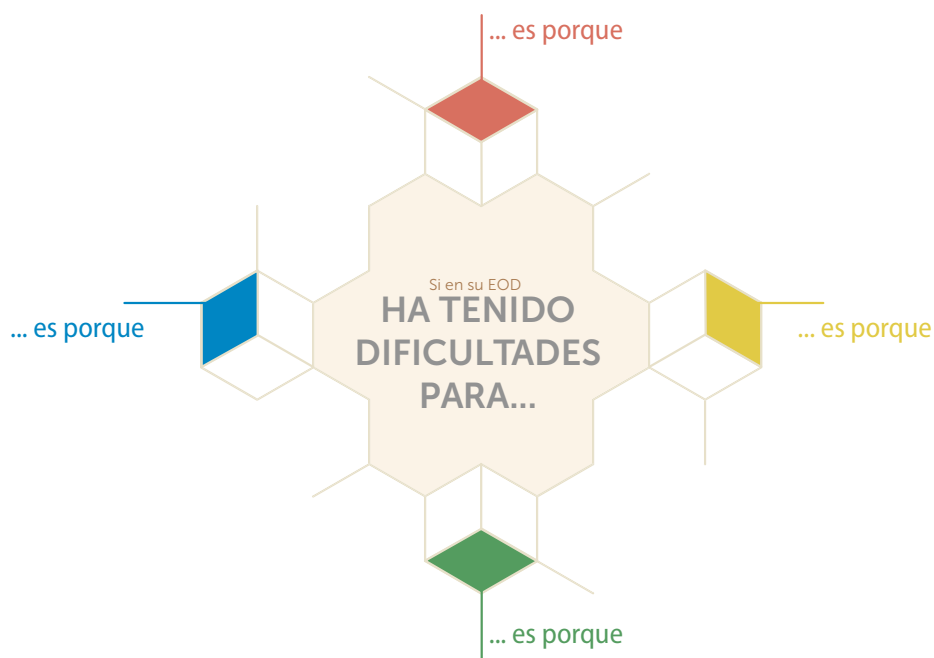 ... es porque
Si en su EOD
HA TENIDO
DIFICULTADES
PARA...
... es porque
... es porque
... es porque